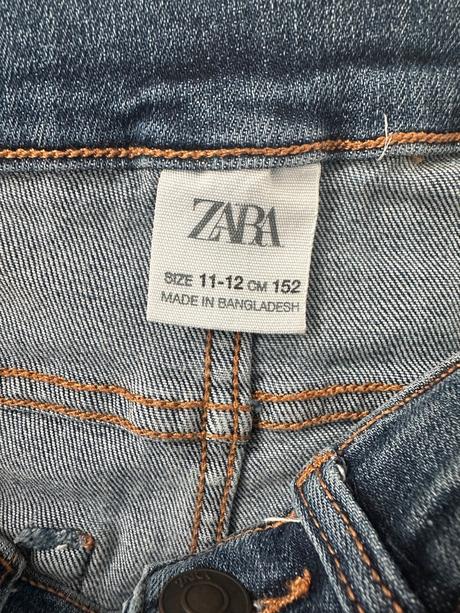 ZARA
SIZE 11-12 CM 152
MADE IN BANGLADESH